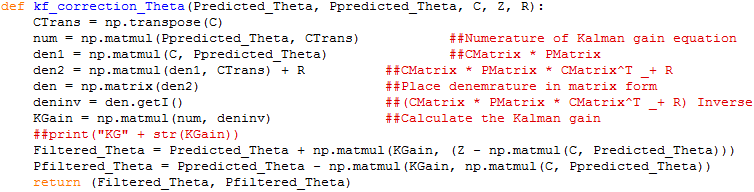 def kf_correction_Theta(Predicted_Theta, Ppredicted_Theta, C, Z, R):
CTrans = np.transpose(C)
num = np.matmul(Ppredicted_Theta, CTrans) ##Numerature of Kalman gain equation
den1 = np.matmul(C, Ppredicted_Theta) ##CMatrix * PMatrix
den2 = np.matmul(den1, CTrans) + R ##CMatrix * PMatrix * CMatrix^T _+ R
den = np.matrix(den2) ##Place denemrature in matrix form
deninv = den.getI() ##(CMatrix * PMatrix * CMatrix^T _+ R) Inverse
KGain = np.matmul(num, deninv) ##Calculate the Kalman gain
##print("KG" + str(KGain))
Filtered_Theta = Predicted_Theta + np.matmul(KGain, (Z - np.matmul(C, Predicted_Theta)))
Pfiltered_Theta = Ppredicted_Theta - np.matmul(KGain, np.matmul(C, Ppredicted_Theta))
return (Filtered_Theta, Pfiltered_Theta)